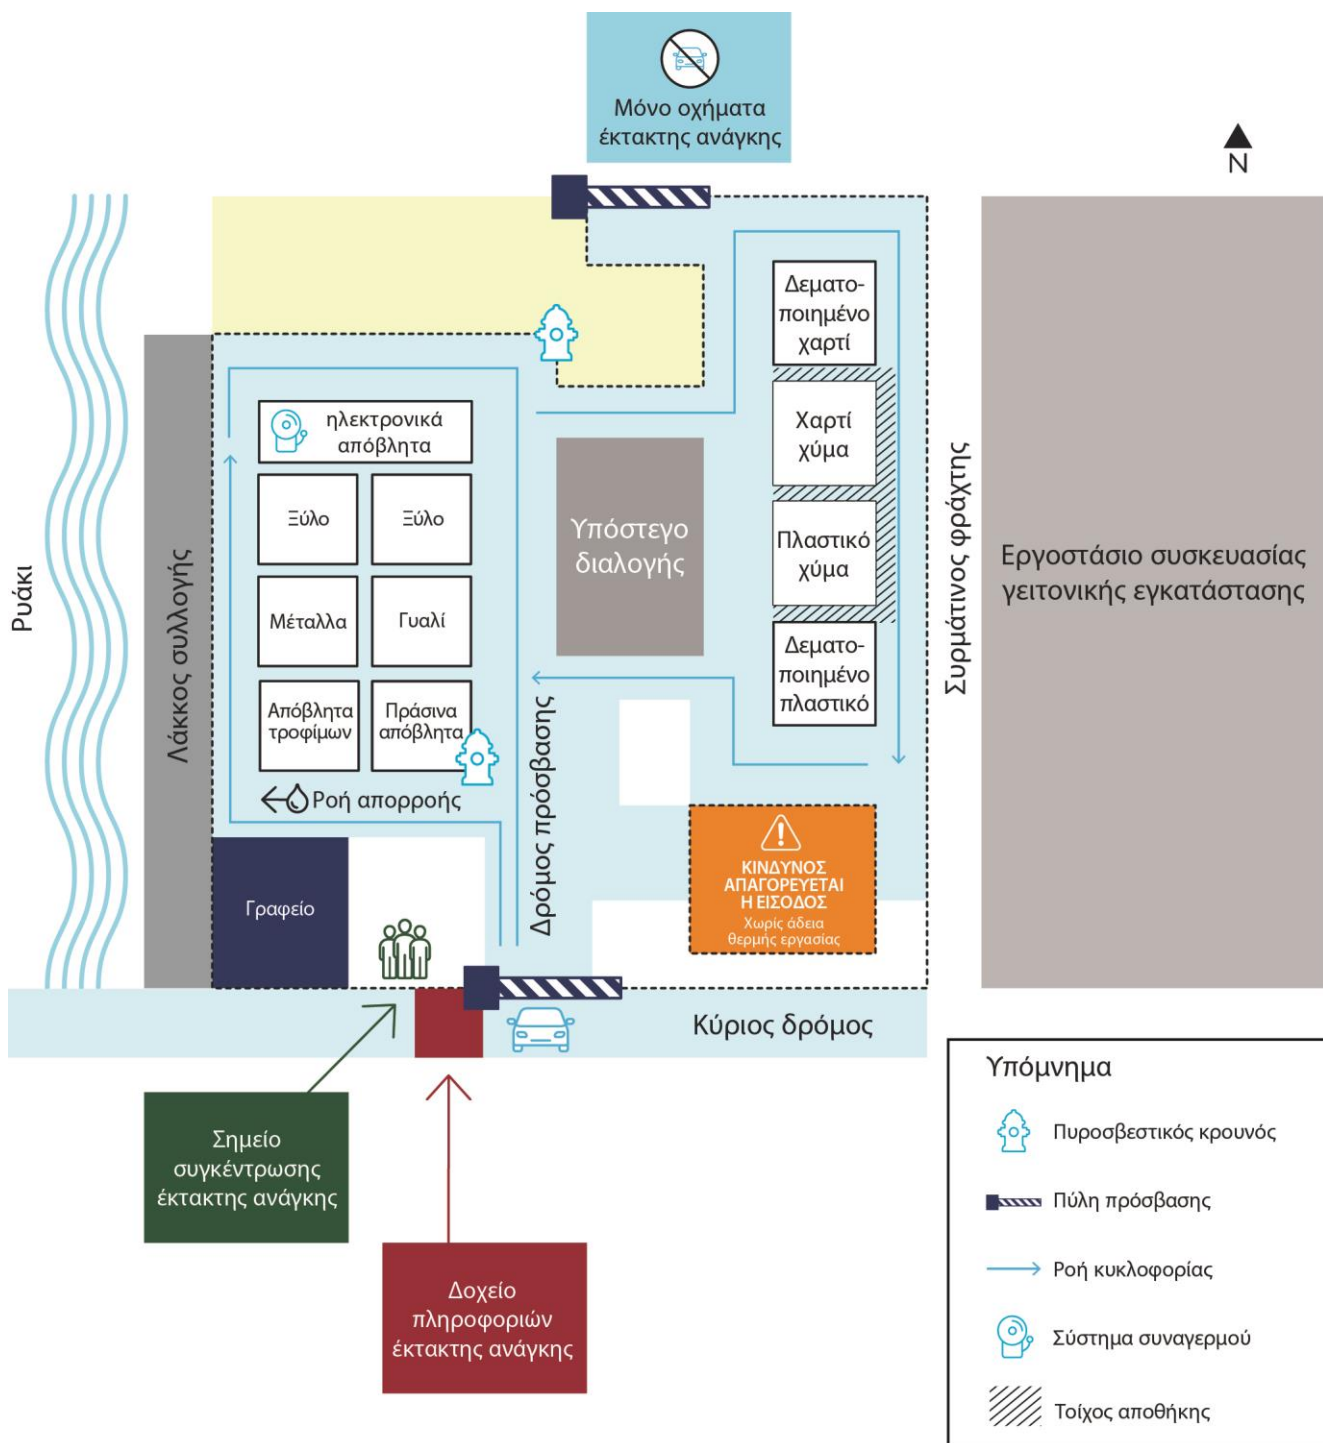 Μόνο οχήματα
έκτακτης ανάγκης
N
Δεματο-
ποιημένο
χαρτί
Χαρτί
χύμα
Πλαστικό
χύμα
Δεματο-
ποιημένο
πλαστικό
ηλεκτρονικά
απόβλητα
Ξύλο
Ξύλο
Μέταλλα
Γυαλί
Απόβλητα
τροφίμων
Πράσινα
απόβλητα
Ροή απορροής
Υπόστεγο
διαλογής
Ρυάκι
Λάκκος συλλογής
Δρόμος πρόσβασης
Συρμάτινος φράχτης
Εργοστάσιο συσκευασίας
γειτονικής εγκατάστασης
Γραφείο
ΚΙΝΔΥΝΟΣ
ΑΠΑΓΟΡΕΥΕΤΑΙ
Η ΕΙΣΟΔΟΣ
Χωρίς άδεια
θερμής εργασίας
Κύριος δρόμος
Σημείο
συγκέντρωσης
έκτακτης ανάγκης
Δοχείο
πληροφοριών
έκτακτης ανάγκης
Υπόμνημα
Πυροσβεστικός κρουνός
Πύλη πρόσβασης
Ροή κυκλοφορίας
Σύστημα συναγερμού
Τοίχος αποθήκης